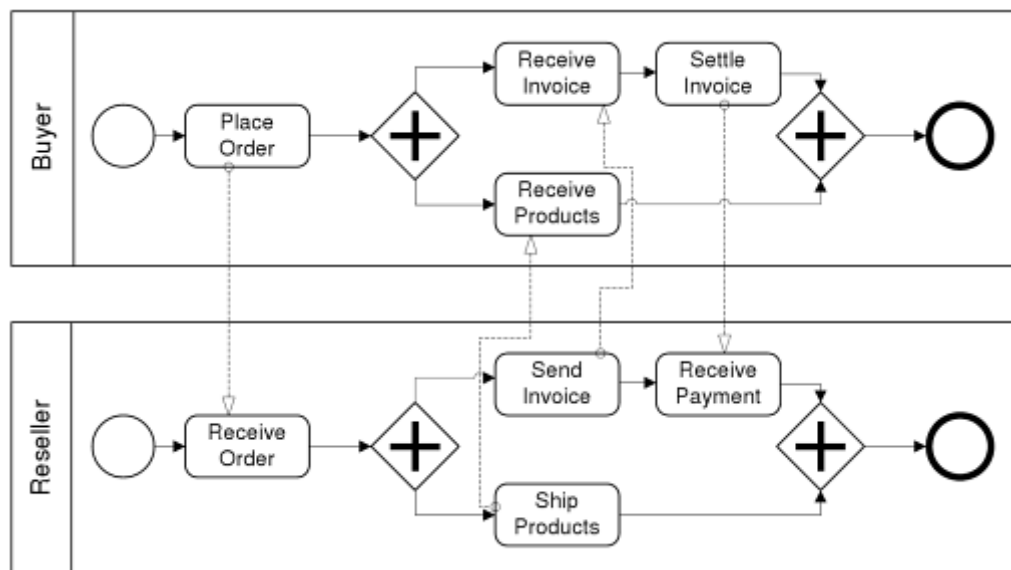 Buyer
Place
Order
Receive
Invoice
Settle
Invoice
Receive
Products
Reseller
Receive
Order
Send
Invoice
Receive
Payment
Ship
Products